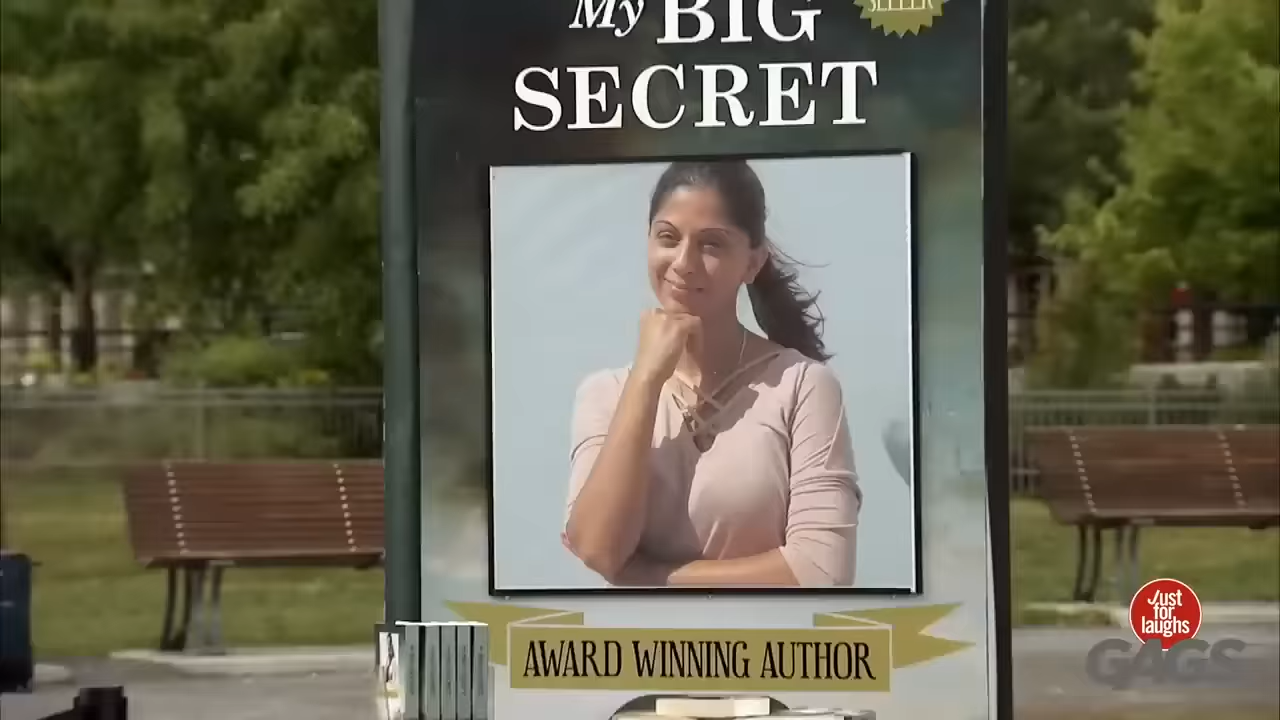 My BIG
SECRET
SELLER
AWARD WINNING AUTHOR
Just
for
laughs
GAGS